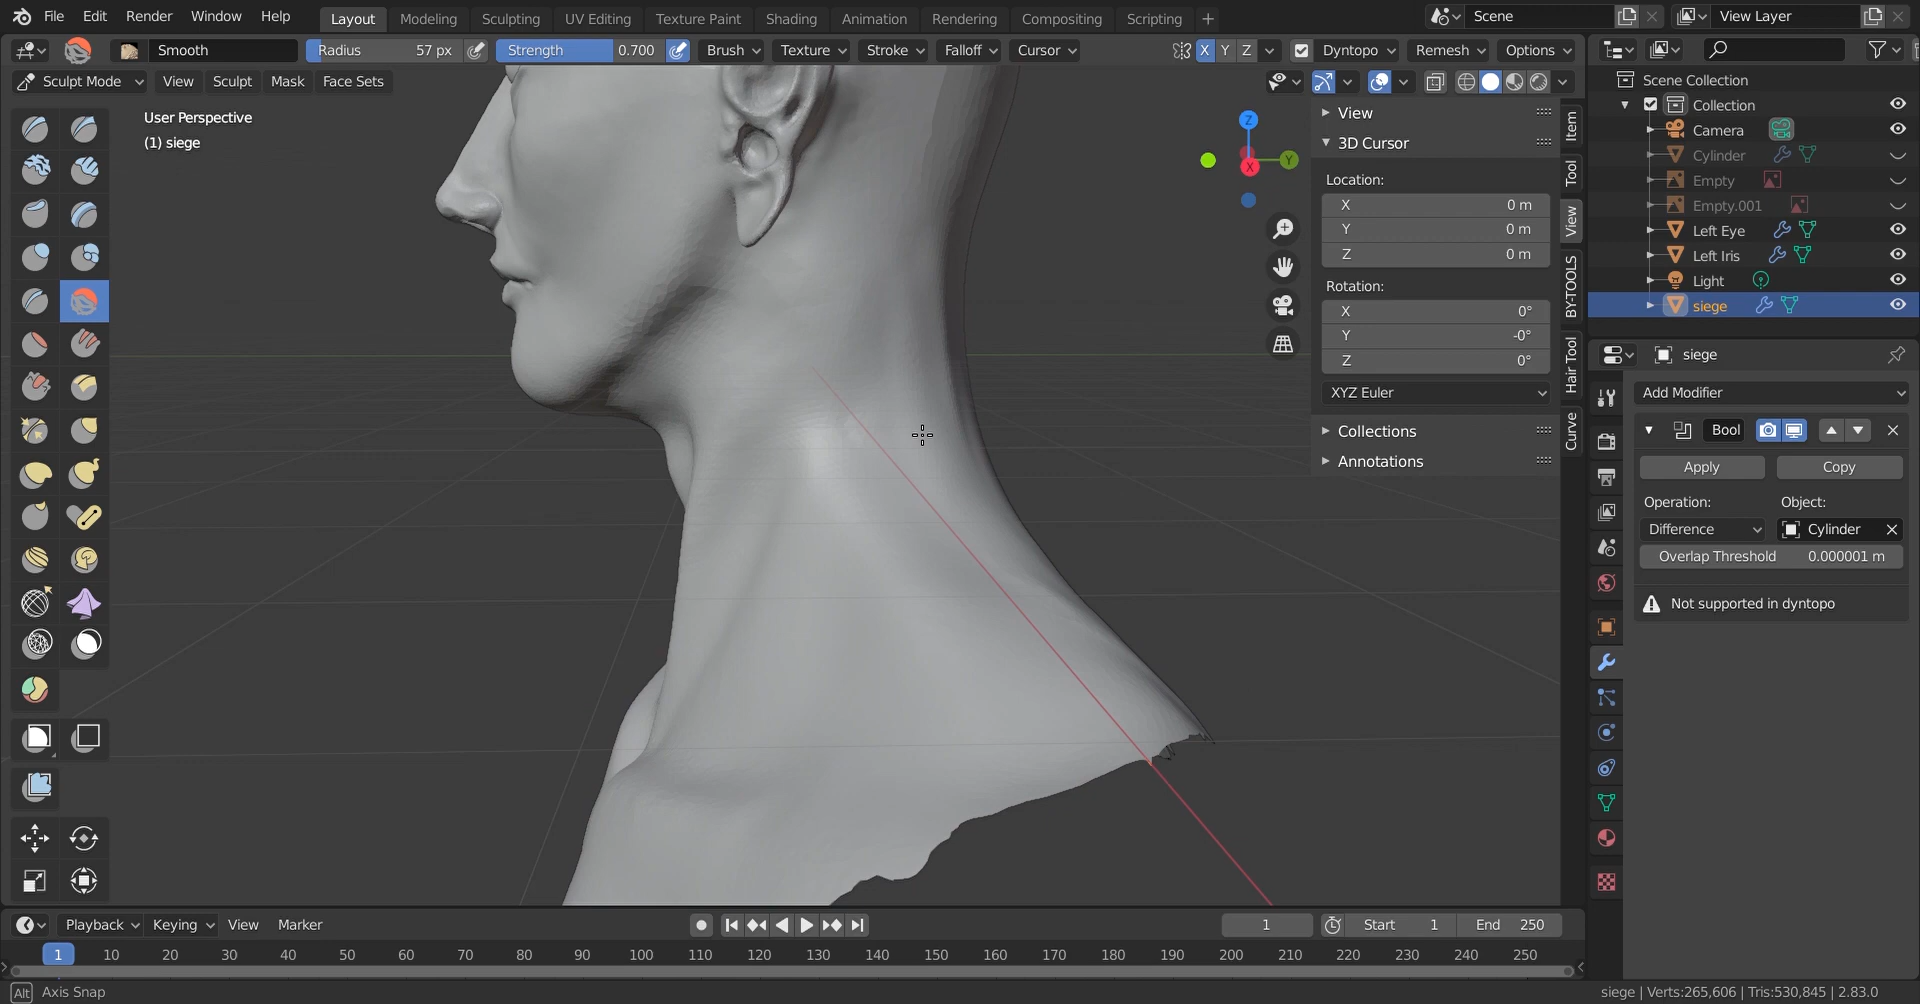 File Edit Render Window Help Layout Modeling Sculpting UV Editing Texture Paint Shading Animation Rendering Compositing Scripting + Scene View Layer
Smooth Radius 57 px Strength 0.700 Brush Texture Stroke Falloff Cursor X Y Z Dyntopo Remesh Options
Sculpt Mode View Sculpt Mask Face Sets
User Perspective
(1) siege
Z
Y
X
View
3D Cursor
Location:
X 0 m
Y 0 m
Z 0 m
Rotation:
X 0°
Y -0°
Z 0°
XYZ Euler
Collections
Annotations
Item
Tool
View
BY-TOOLS
Hair Tool
Curve
Scene Collection
Collection
Camera
Cylinder
Empty
Empty.001
Left Eye
Left Iris
Light
siege
siege
Add Modifier
Bool
Apply Copy
Operation: Object:
Difference Cylinder
Overlap Threshold 0.000001 m
Not supported in dyntopo
Playback Keying View Marker 1 Start 1 End 250
1 10 20 30 40 50 60 70 80 90 100 110 120 130 140 150 160 170 180 190 200 210 220 230 240 250
Alt Axis Snap siege | Verts:265,606 | Tris:530,845 | 2.83.0